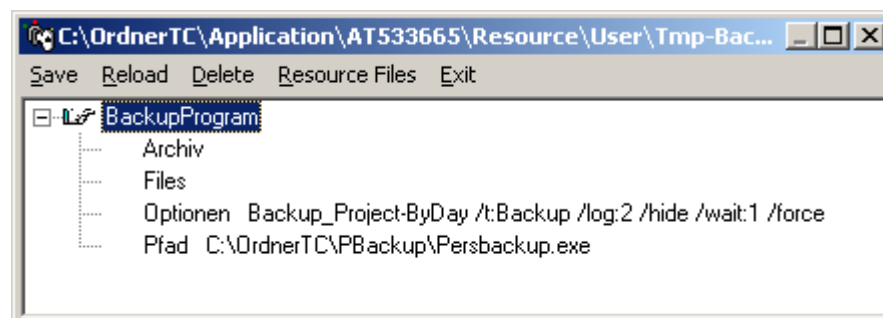 C:\OrdnerTC\Application\AT533665\Resource\User\Tmp-Bac...
Save Reload Delete Resource Files Exit
BackupProgram
Archiv
Files
Optionen Backup_Project-ByDay /t:Backup /log:2 /hide /wait:1 /force
Pfad C:\OrdnerTC\PBackup\Persbackup.exe